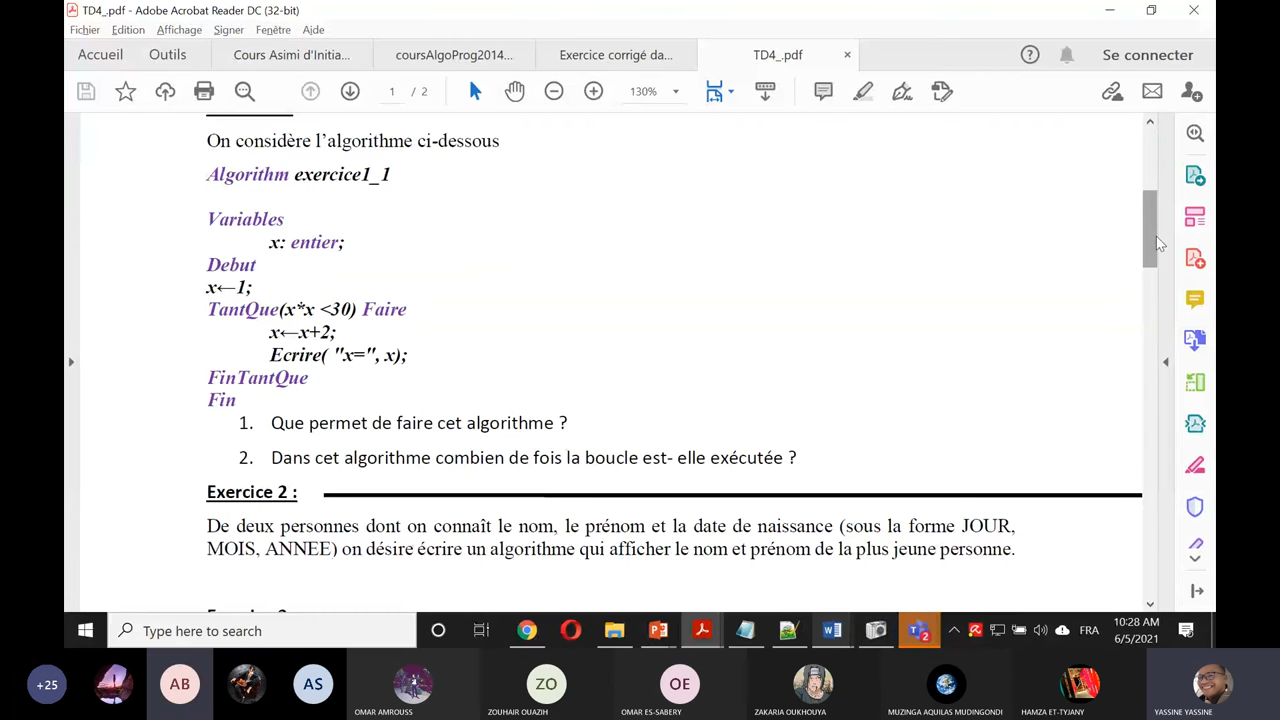 TD4_.pdf - Adobe Acrobat Reader DC (32-bit)
Fichier Edition Affichage Signer Fenêtre Aide
Accueil Outils Cours Asimi d'Initia... coursAlgoProg2014... Exercice corrigé da... TD4_.pdf × Se connecter
1 / 2 130%
On considère l'algorithme ci-dessous
Algorithm exercice1_1
Variables
x: entier;
Debut
x←1;
TantQue(x*x <30) Faire
x←x+2;
Ecrire( "x=", x);
FinTantQue
Fin
1. Que permet de faire cet algorithme ?
2. Dans cet algorithme combien de fois la boucle est- elle exécutée ?
Exercice 2 :
De deux personnes dont on connaît le nom, le prénom et la date de naissance (sous la forme JOUR,
MOIS, ANNEE) on désire écrire un algorithme qui afficher le nom et prénom de la plus jeune personne.
Type here to search
FRA
10:28 AM
6/5/2021
+25 AB AS ZO OE
OMAR AMROUSS ZOUHAIR OUAZIH OMAR ES-SABERY ZAKARIA OUKHOUYA MUZINGA AQUILAS MUDINGONDI HAMZA ET-TYJANY YASSINE YASSINE